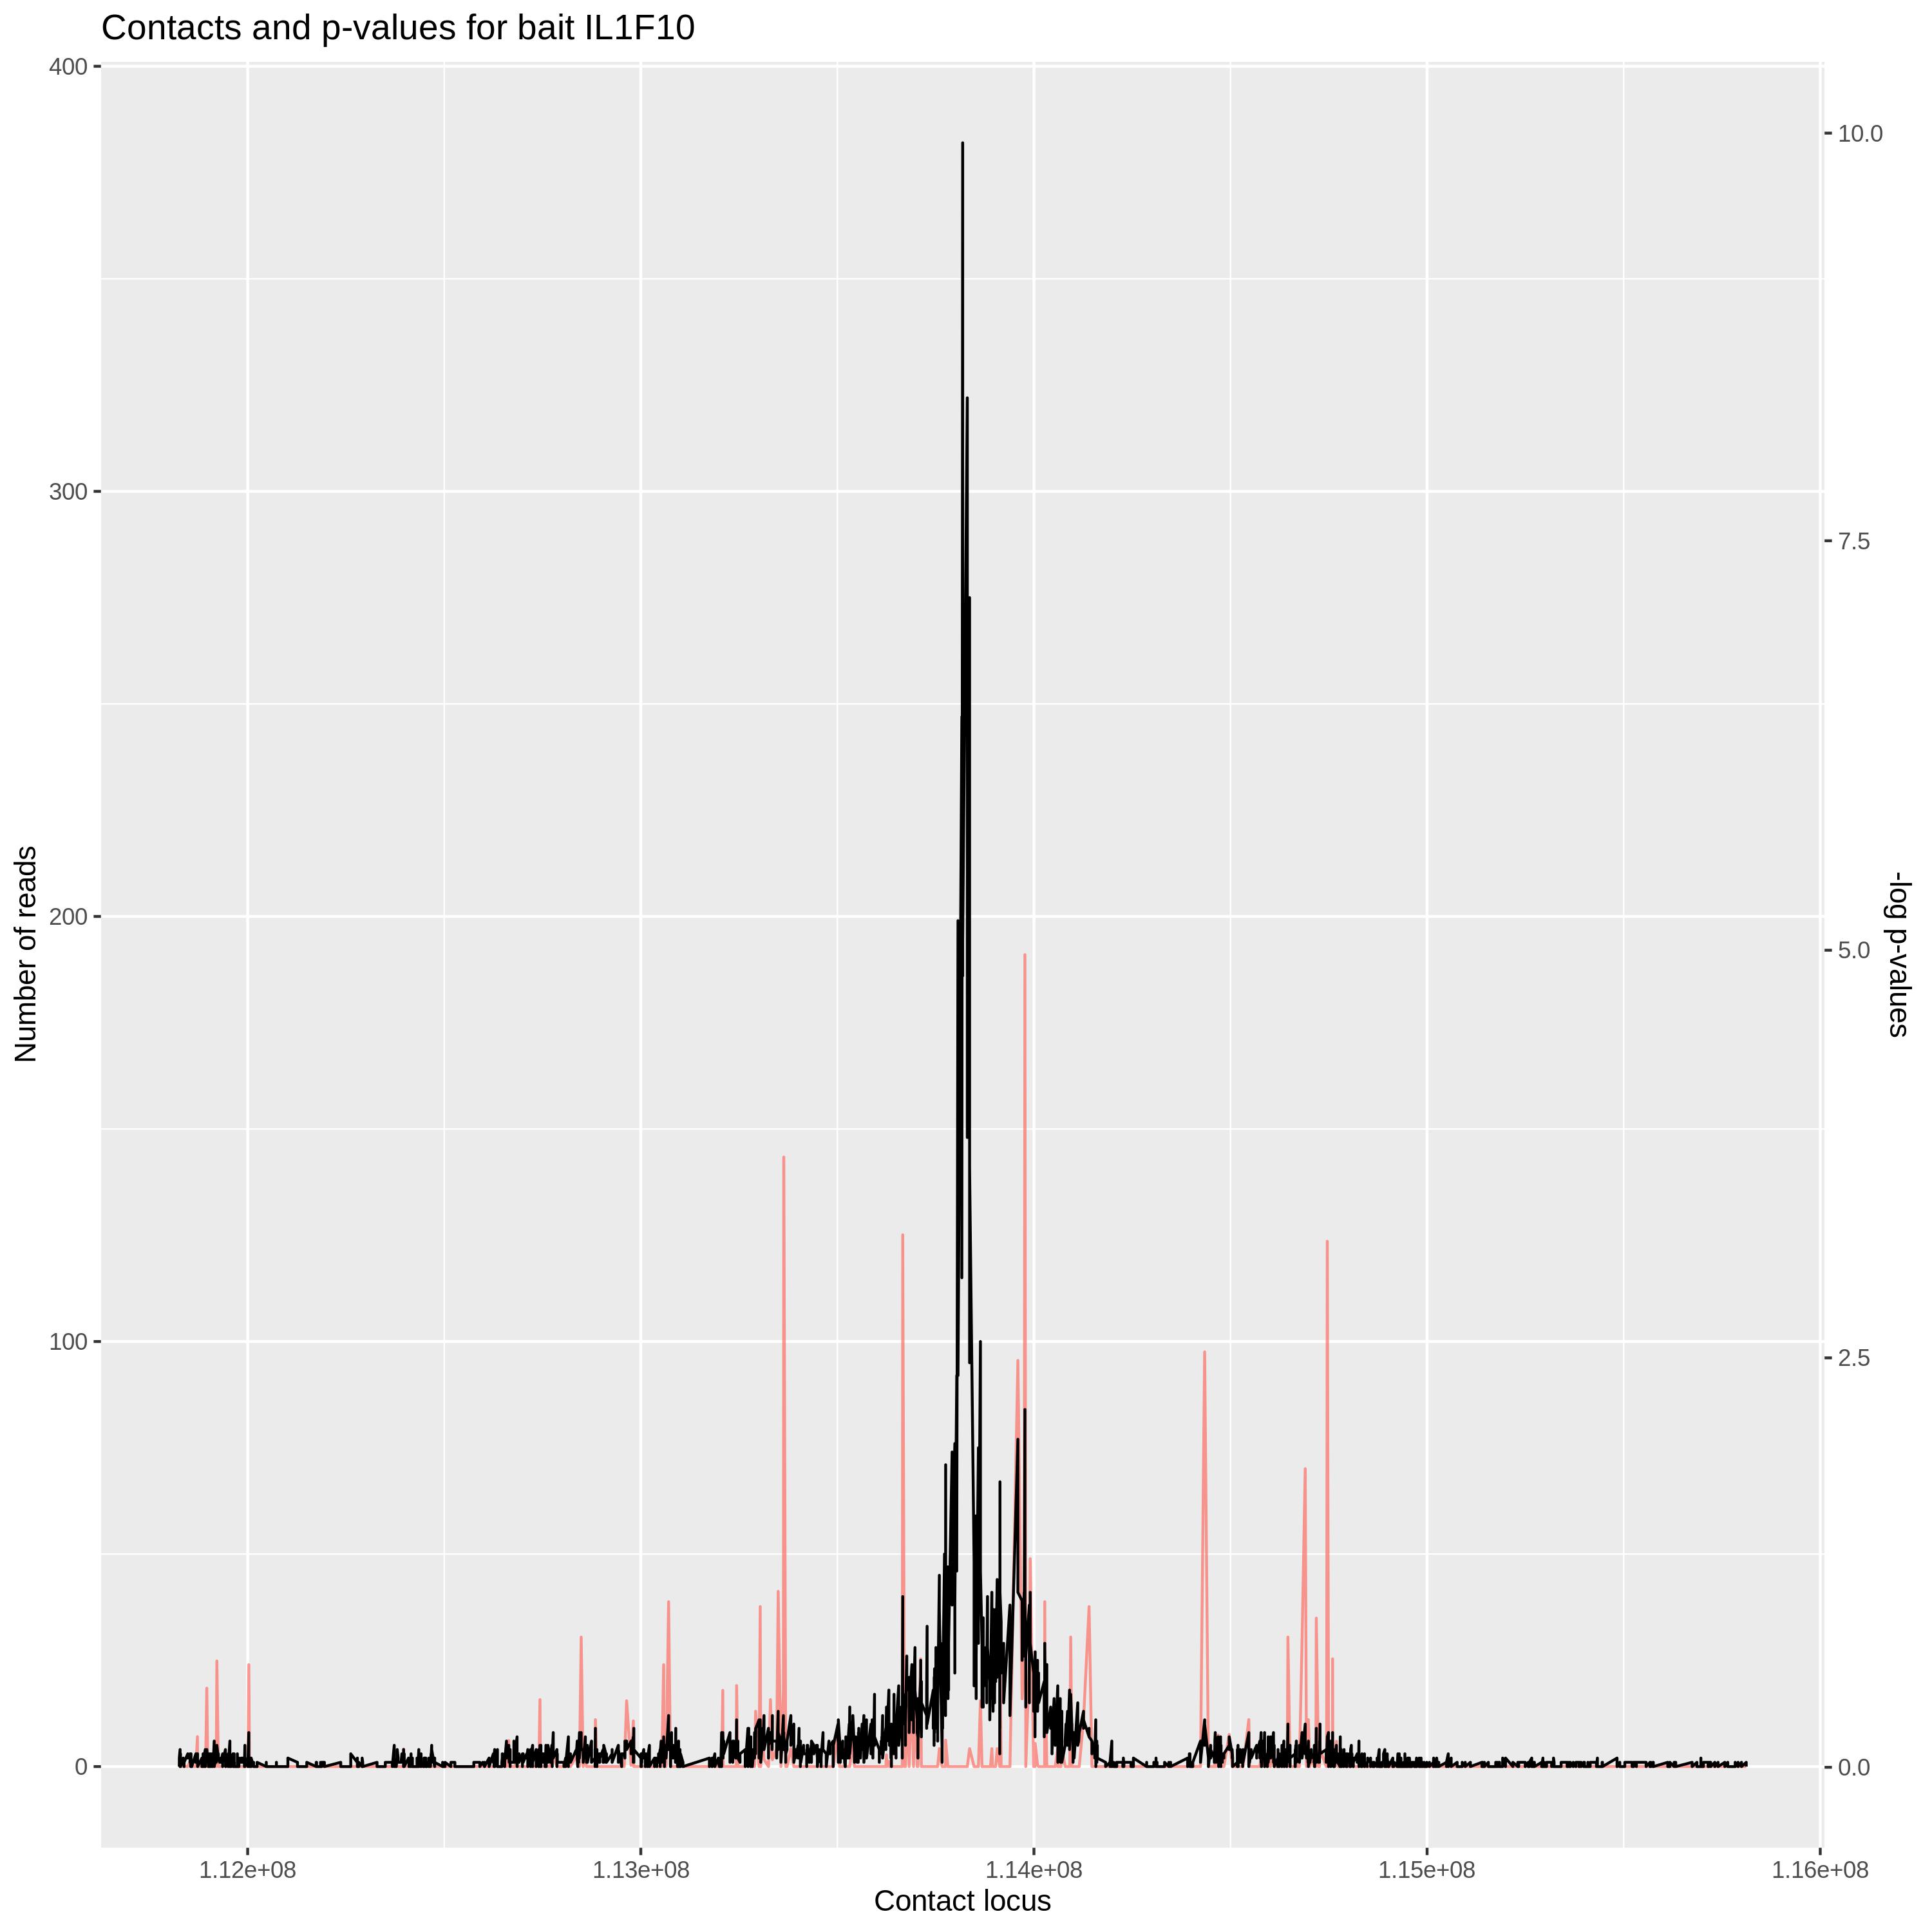 Contacts and p-values for bait IL1F10
400
300
200
100
0
Number of reads
10.0
7.5
5.0
2.5
0.0
-log p-values
1.12e+08
1.13e+08
1.14e+08
1.15e+08
1.16e+08
Contact locus